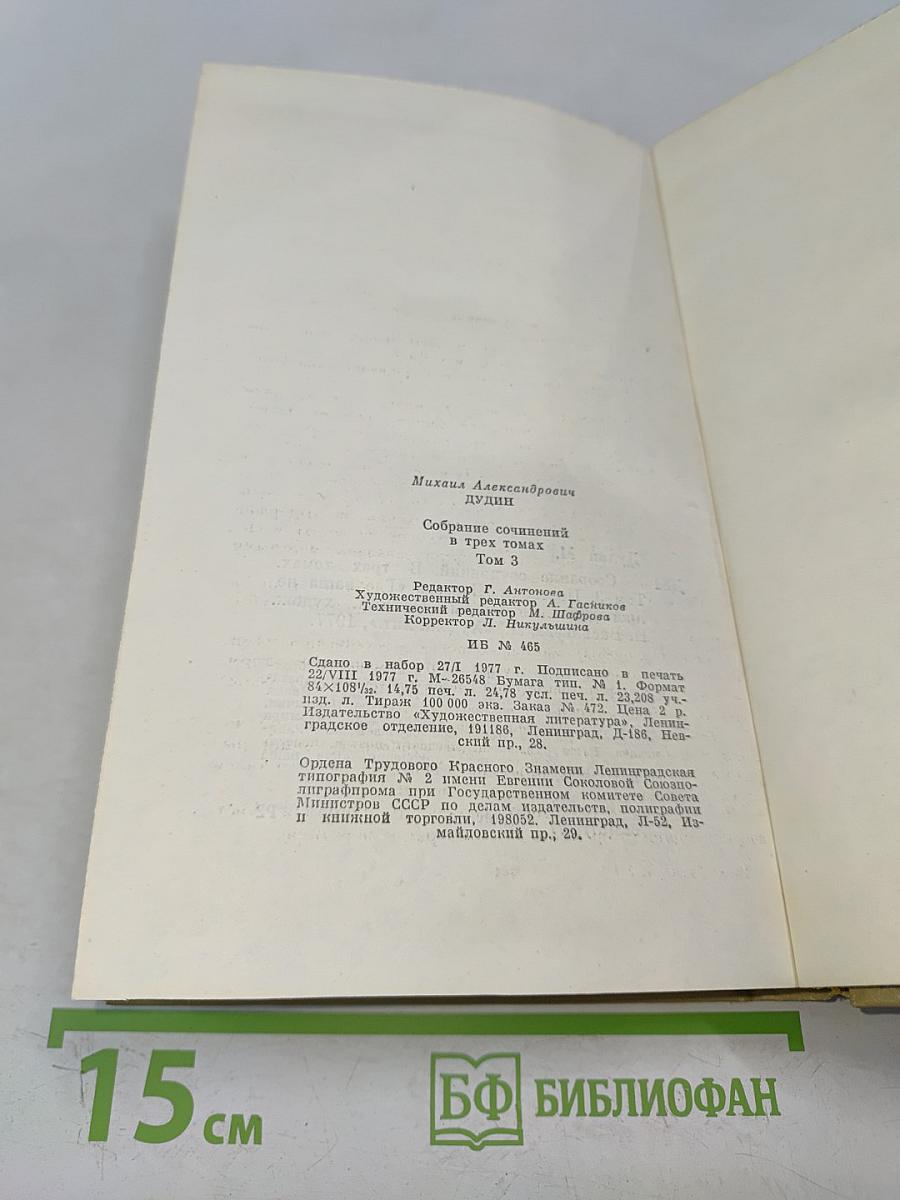 Михаил Александрович
ДУДИН
Собрание сочинений
в трех томах
Том 3
Редактор Г. Антонова
Художественный редактор А. Гасников
Технический редактор М. Шафрова
Корректор Л. Никульшина
ИБ № 465
Сдано в набор 27/I 1977 г. Подписано в печать
22/VIII 1977 г. М-26548 Бумага тип. № 1. Формат
84×108¹/₃₂. 14,75 печ. л. 24,78 усл. печ. л. 23,208 уч.-
изд. л. Тираж 100 000 экз. Заказ № 472. Цена 2 р.
Издательство «Художественная литература», Ленин-
градское отделение, 191186, Ленинград, Д-186, Нев-
ский пр., 28.
Ордена Трудового Красного Знамени Ленинградская
типография № 2 имени Евгении Соколовой Союзпо-
лиграфпрома при Государственном комитете Совета
Министров СССР по делам издательств, полиграфии
и книжной торговли, 198052. Ленинград, Л-52, Из-
майловский пр., 29.
15 см
БФ БИБЛИОФАН